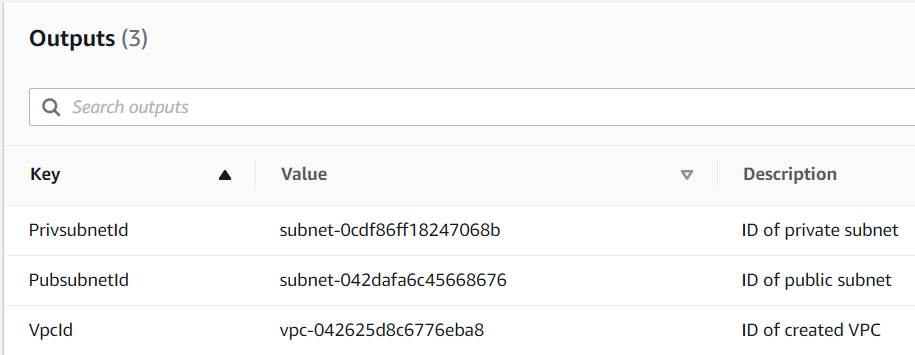 Outputs (3)
Search outputs
Key Value Description
PrivsubnetId subnet-0cdf86ff18247068b ID of private subnet
PubsubnetId subnet-042dafa6c45668676 ID of public subnet
VpcId vpc-042625d8c6776eba8 ID of created VPC